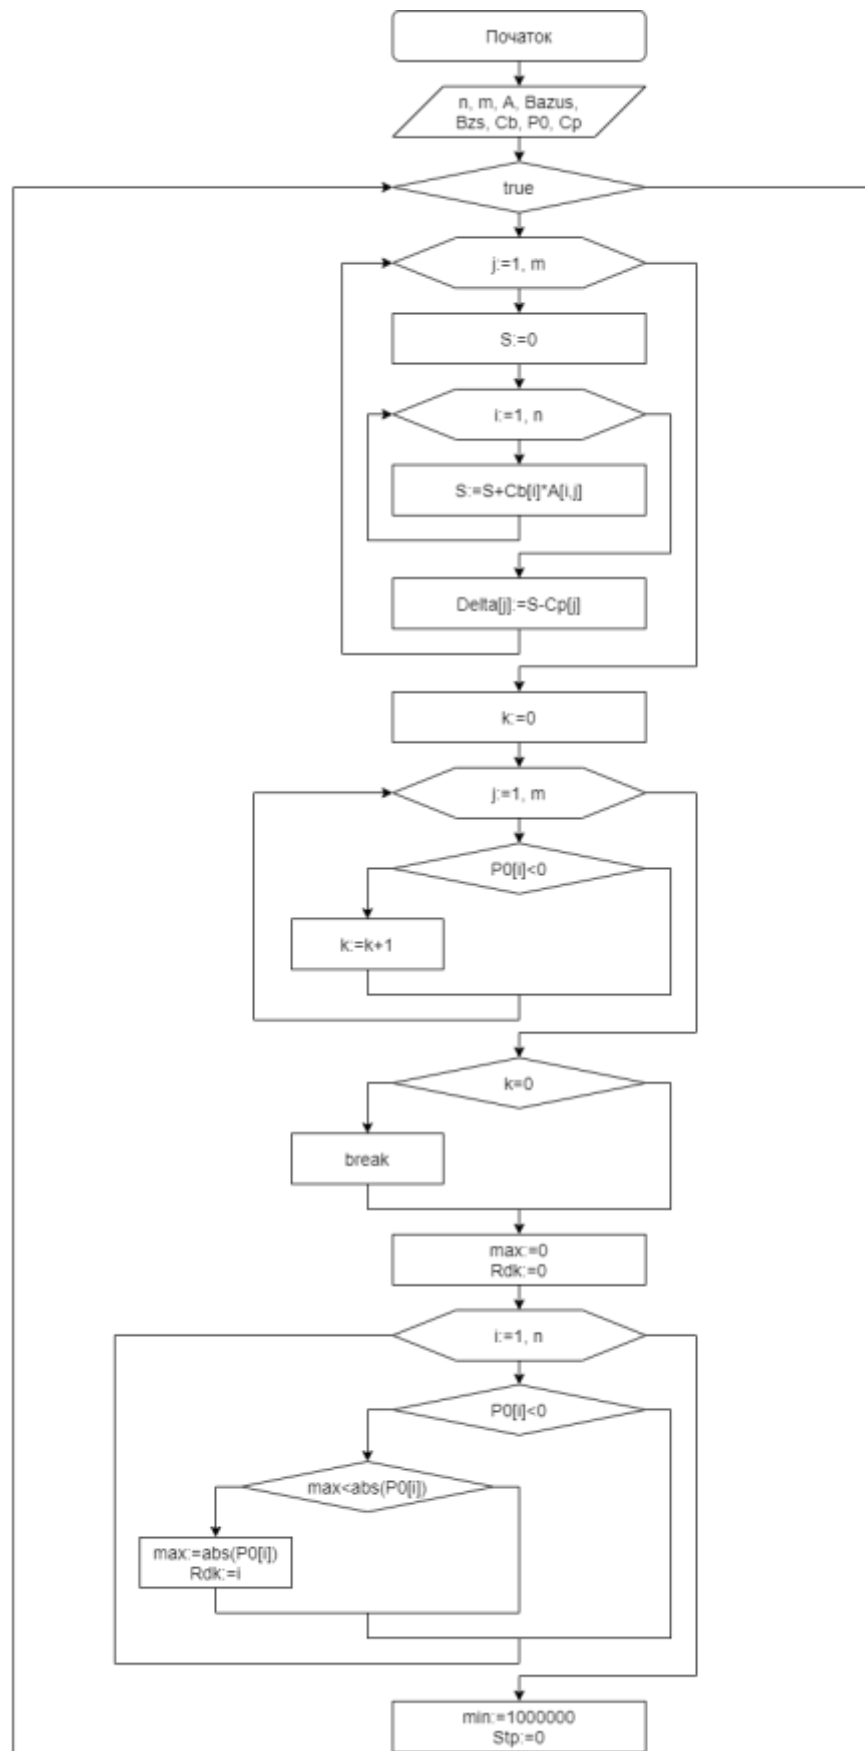 Початок
n, m, A, Bazus,
Bzs, Cb, P0, Cp
true
j:=1, m
S:=0
i:=1, n
S:=S+Cb[i]*A[i,j]
Delta[j]:=S-Cp[j]
k:=0
j:=1, m
P0[i]<0
k:=k+1
k=0
break
max:=0
Rdk:=0
i:=1, n
P0[i]<0
max<abs(P0[i])
max:=abs(P0[i])
Rdk:=i
min:=1000000
Stp:=0